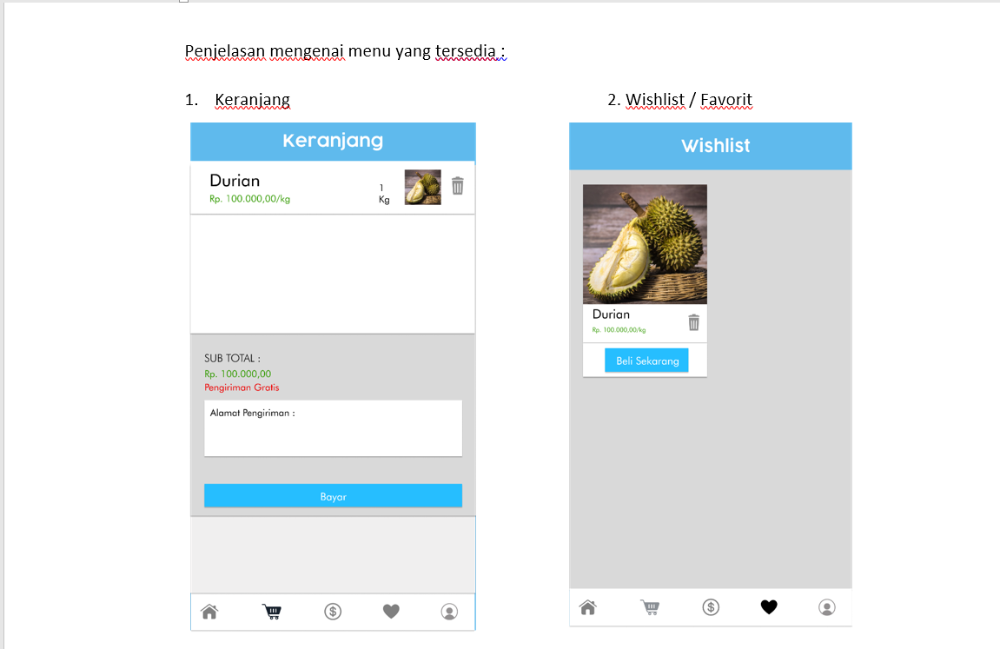 Penjelasan mengenai menu yang tersedia :
1. Keranjang
Keranjang
Durian
Rp. 100.000,00/kg
1
Kg
SUB TOTAL :
Rp. 100.000,00
Pengiriman Gratis
Alamat Pengiriman :
Bayar
$
2. Wishlist / Favorit
Wishlist
Durian
Rp. 100.000,00/kg
Beli Sekarang
$